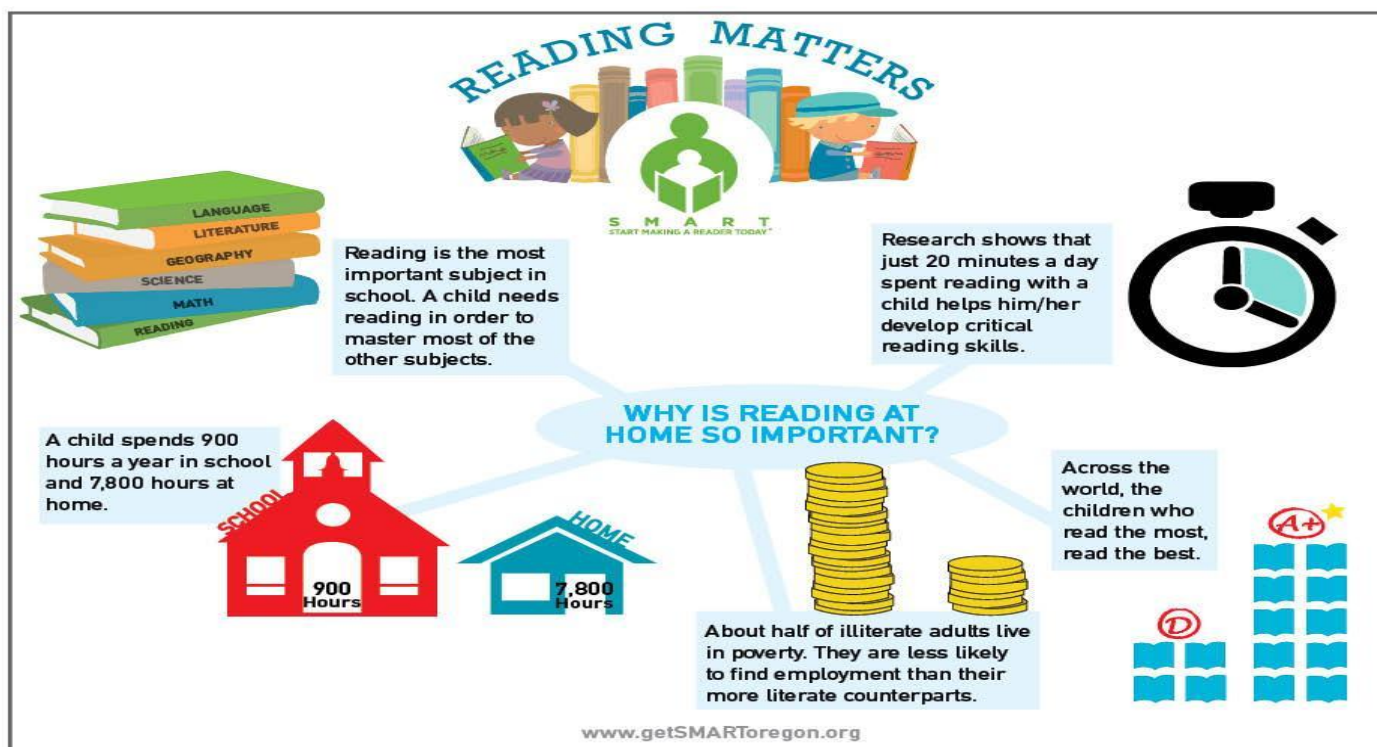 READING MATTERS
SMART
START MAKING A READER TODAY
LANGUAGE
LITERATURE
GEOGRAPHY
SCIENCE
MATH
READING
Reading is the most
important subject in
school. A child needs
reading in order to
master most of the
other subjects.
Research shows that
just 20 minutes a day
spent reading with a
child helps him/her
develop critical
reading skills.
WHY IS READING AT
HOME SO IMPORTANT?
A child spends 900
hours a year in school
and 7,800 hours at
home.
SCHOOL
900
Hours
HOME
7,800
Hours
About half of illiterate adults live
in poverty. They are less likely
to find employment than their
more literate counterparts.
Across the
world, the
children who
read the most,
read the best.
D
A+
www.getSMARToregon.org